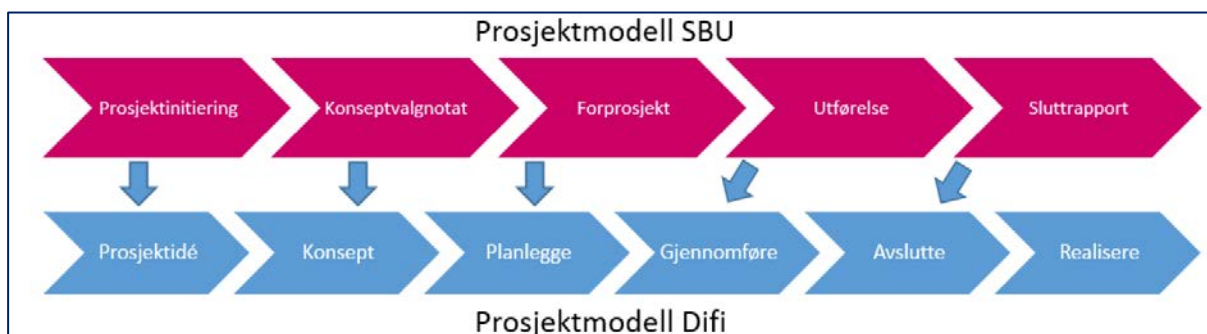 Prosjektmodell SBU
Prosjektinitiering Konseptvalgnotat Forprosjekt Utførelse Sluttrapport
Prosjektidé Konsept Planlegge Gjennomføre Avslutte Realisere
Prosjektmodell Difi